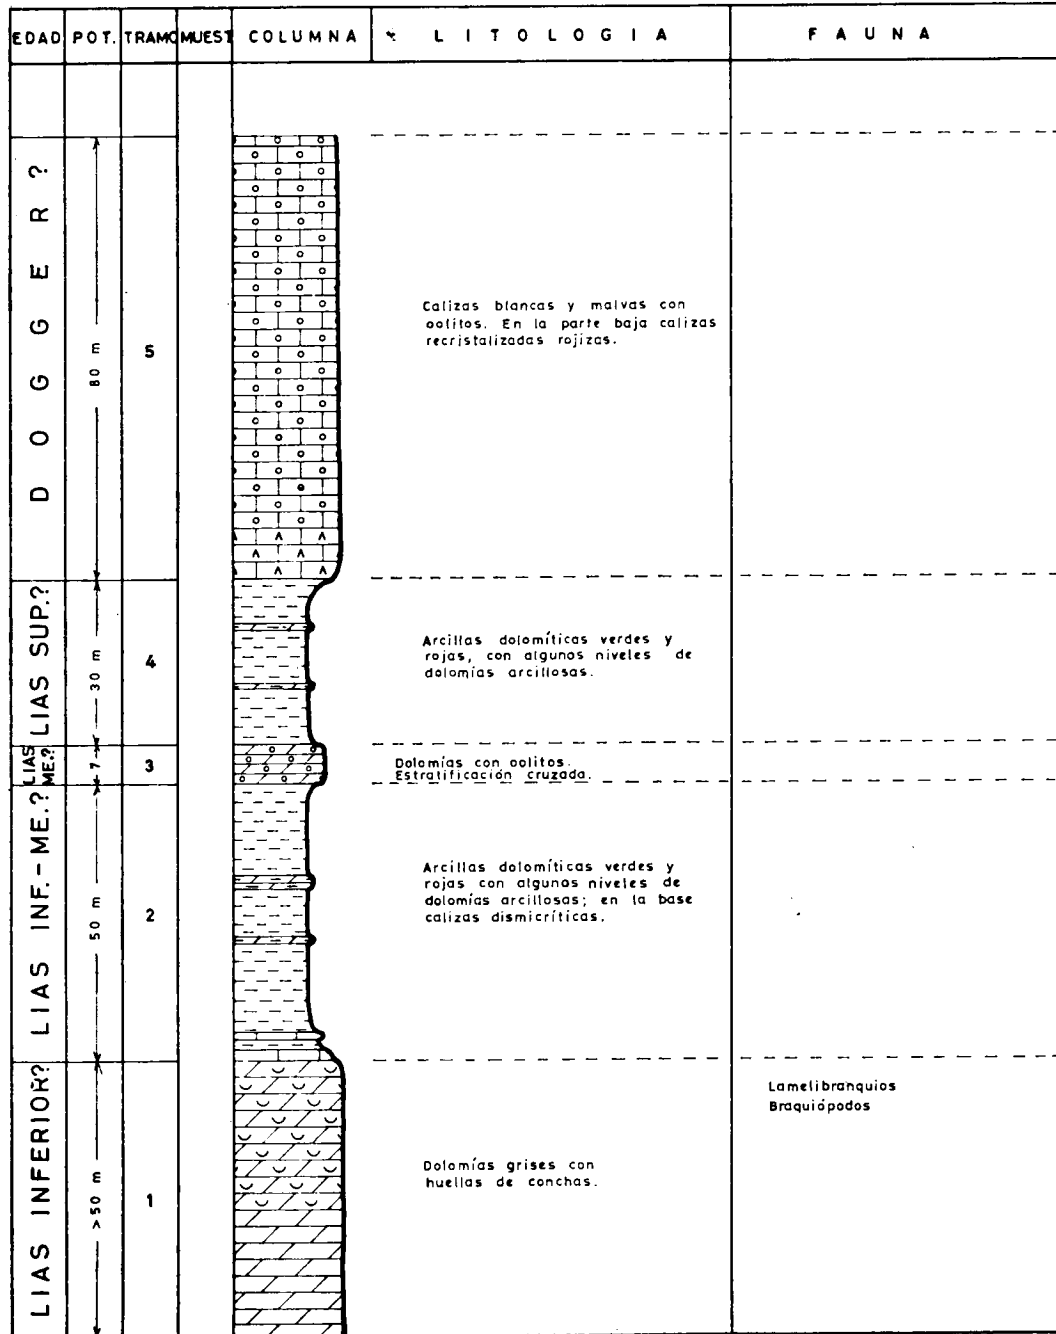 EDAD POT. TRAMO MUEST COLUMNA LITOLOGIA FAUNA
DOGGER?
80 m
5
Calizas blancas y malvas con
oolitos. En la parte baja calizas
recristalizadas rojizas.
LIAS SUP.?
30 m
4
Arcillas dolomíticas verdes y
rojas, con algunos niveles de
dolomías arcillosas.
LIAS
ME.?
7
3
Dolomías con oolitos.
Estratificación cruzada.
LIAS INF.-ME.?
50 m
2
Arcillas dolomíticas verdes y
rojas con algunos niveles de
dolomías arcillosas; en la base
calizas dismicríticas.
LIAS INFERIOR?
>50 m
1
Dolomías grises con
huellas de conchas.
Lamelibranquios
Braquiópodos